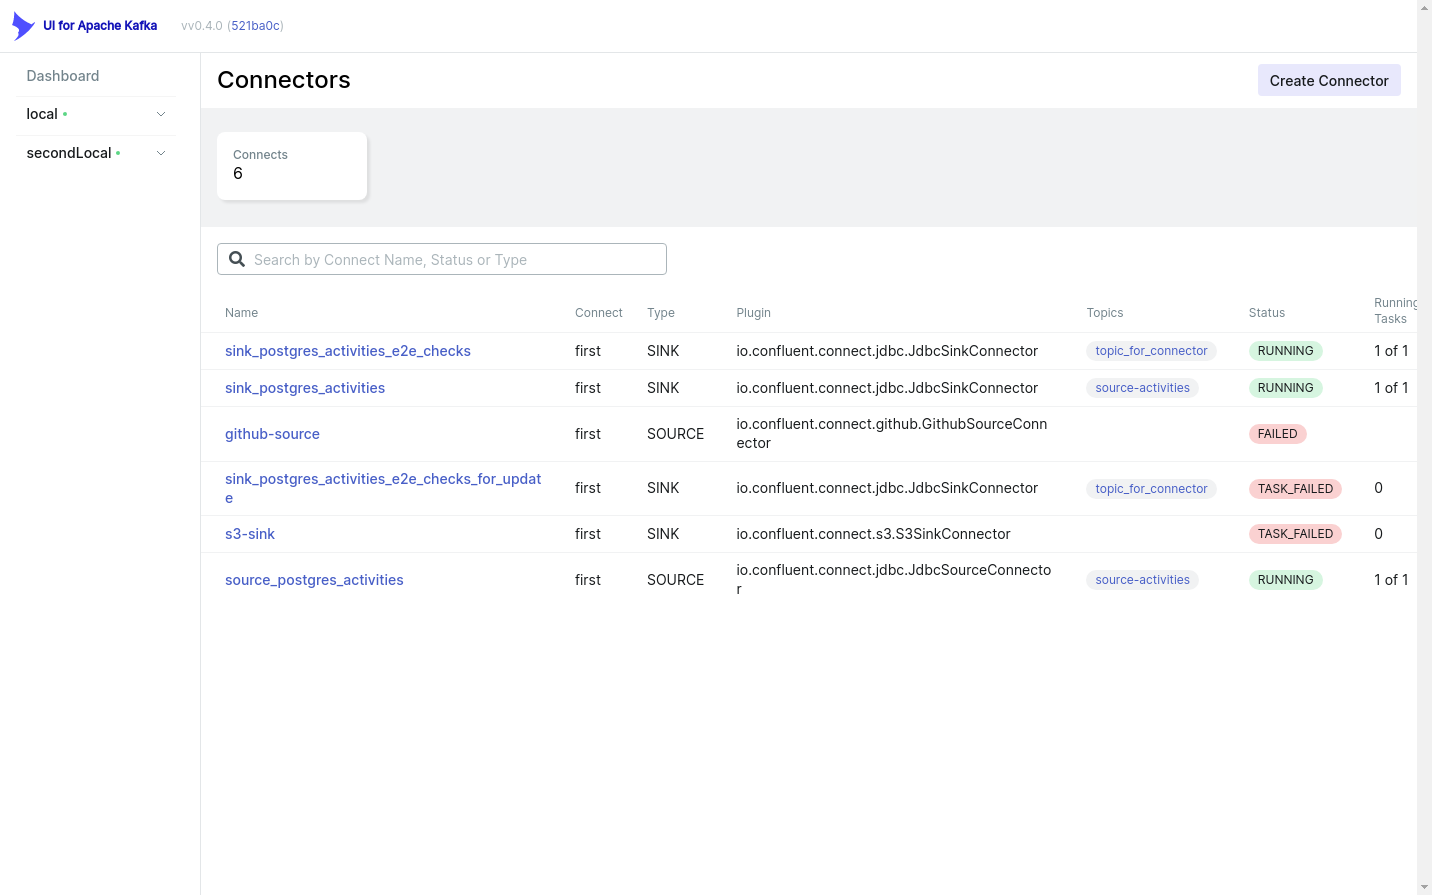 UI for Apache Kafka vv0.4.0 (521ba0c)
Dashboard
local
secondLocal
Connectors
Create Connector
Connects
6
Search by Connect Name, Status or Type
Name Connect Type Plugin Topics Status Running
Tasks
sink_postgres_activities_e2e_checks first SINK io.confluent.connect.jdbc.JdbcSinkConnector topic_for_connector RUNNING 1 of 1
sink_postgres_activities first SINK io.confluent.connect.jdbc.JdbcSinkConnector source-activities RUNNING 1 of 1
github-source first SOURCE io.confluent.connect.github.GithubSourceConn
ector FAILED
sink_postgres_activities_e2e_checks_for_updat
e first SINK io.confluent.connect.jdbc.JdbcSinkConnector topic_for_connector TASK_FAILED 0
s3-sink first SINK io.confluent.connect.s3.S3SinkConnector TASK_FAILED 0
source_postgres_activities first SOURCE io.confluent.connect.jdbc.JdbcSourceConnecto
r source-activities RUNNING 1 of 1